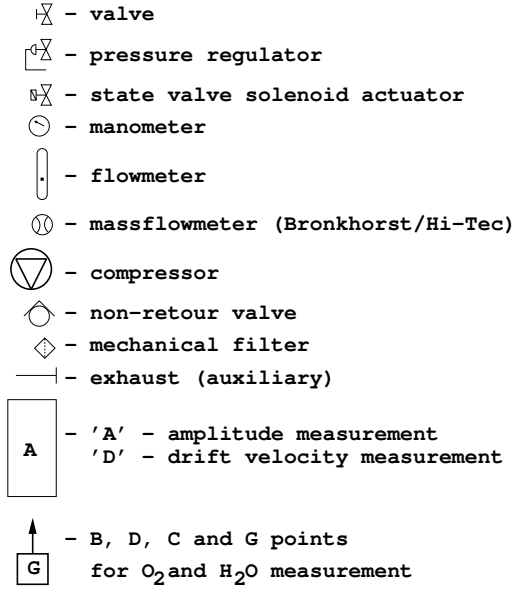 – valve
– pressure regulator
– state valve solenoid actuator
– manometer
– flowmeter
– massflowmeter (Bronkhorst/Hi–Tec)
– compressor
– non–retour valve
– mechanical filter
– exhaust (auxiliary)
– ′A′ – amplitude measurement
A
′D′ – drift velocity measurement
– B, D, C and G points
G for O2 and H2O measurement